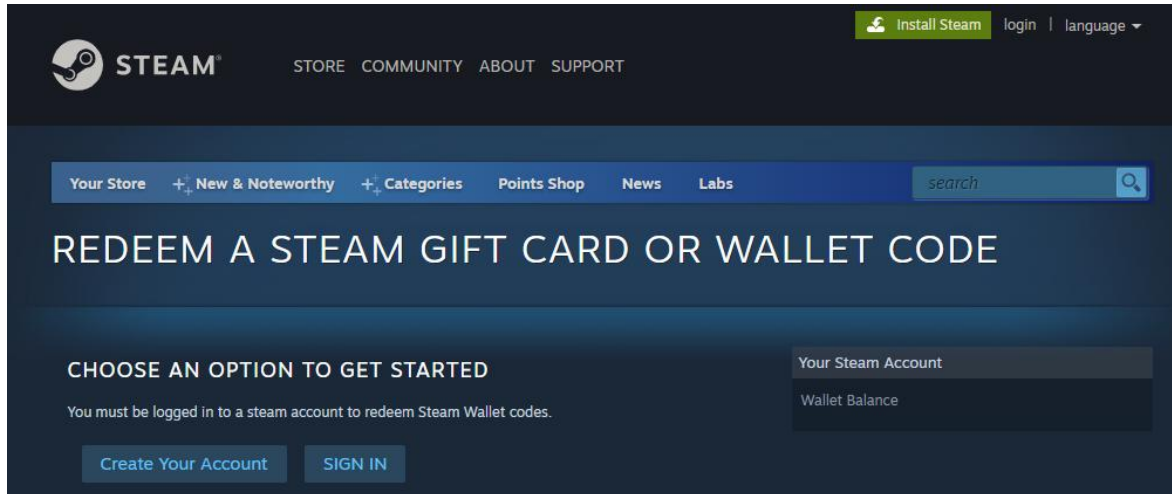 Install Steam login | language
STEAM® STORE COMMUNITY ABOUT SUPPORT
Your Store New & Noteworthy Categories Points Shop News Labs search
REDEEM A STEAM GIFT CARD OR WALLET CODE
CHOOSE AN OPTION TO GET STARTED
Your Steam Account
You must be logged in to a steam account to redeem Steam Wallet codes.
Wallet Balance
Create Your Account SIGN IN